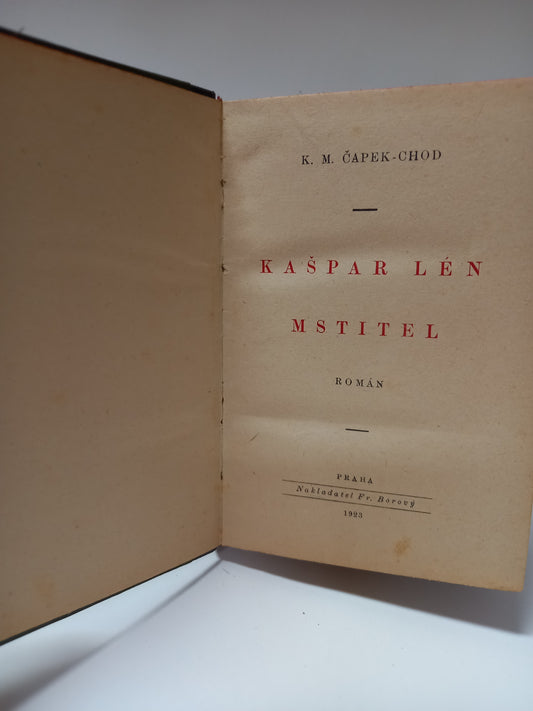 K. M. ČAPEK-CHOD
KAŠPAR LÉN
MSTITEL
ROMÁN
PRAHA
Nakladatel Fr. Borový
1923